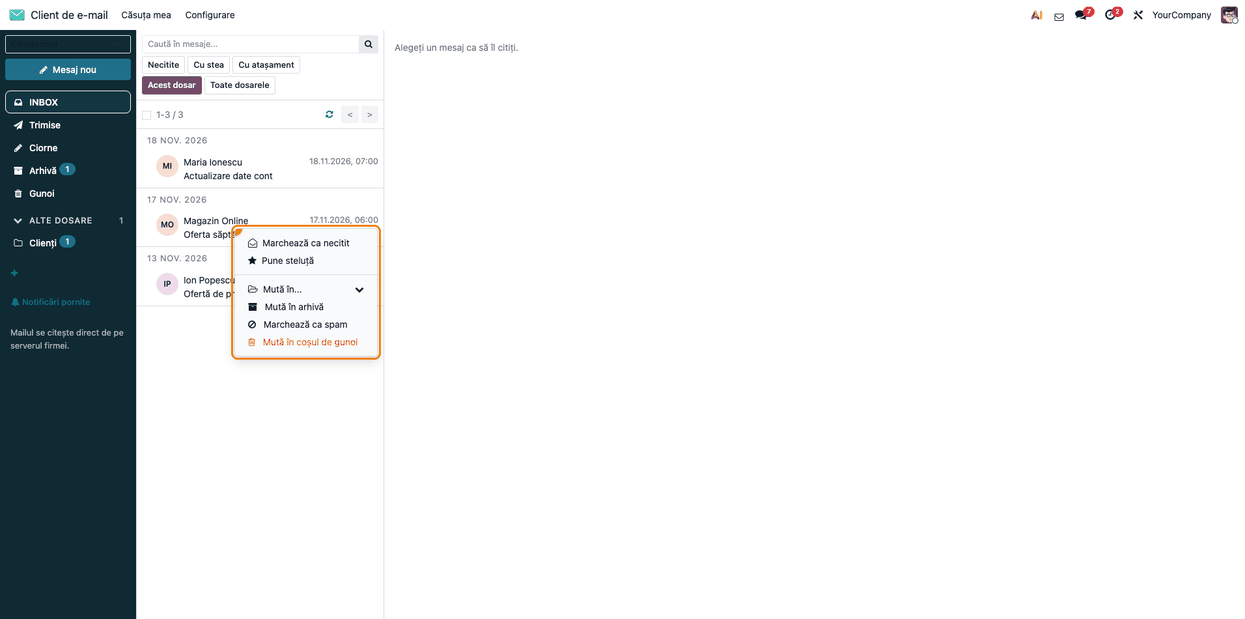 Client de e-mail Căsuța mea Configurare AI 7 2 YourCompany
Mesaj nou
INBOX
Trimise
Ciorne
Arhivă 1
Gunoi
ALTE DOSARE 1
Clienți 1
+
Notificări pornite
Mailul se citește direct de pe
serverul firmei.
Caută în mesaje...
Necitite Cu stea Cu atașament
Acest dosar Toate dosarele
1-3 / 3 < >
18 NOV. 2026
MI Maria Ionescu 18.11.2026, 07:00
Actualizare date cont
17 NOV. 2026
MO Magazin Online 17.11.2026, 06:00
Oferta
13 NOV. 2026
IP Ion Popescu
Ofertă de
Marchează ca necitit
Pune steluță
Mută în...
Mută în arhivă
Marchează ca spam
Mută în coșul de gunoi
Alegeți un mesaj ca să îl citiți.